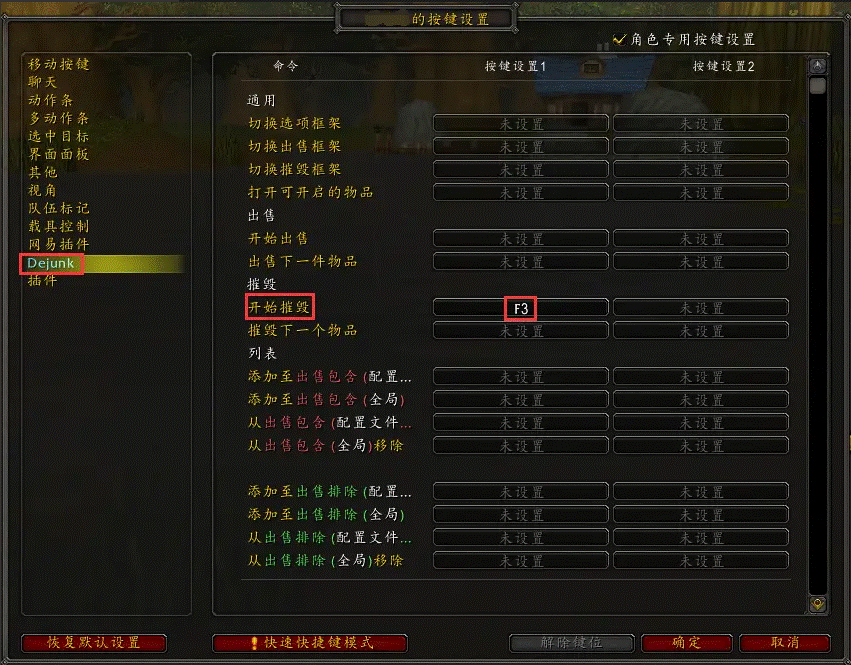 的按键设置
角色专用按键设置
移动按键
聊天
动作条
多动作条
选中目标
界面面板
其他
视角
队伍标记
载具控制
网易插件
Dejunk
插件
命令 按键设置1 按键设置2
通用
切换选项框架 未设置 未设置
切换出售框架 未设置 未设置
切换摧毁框架 未设置 未设置
打开可开启的物品 未设置 未设置
出售
开始出售 未设置 未设置
出售下一件物品 未设置 未设置
摧毁
开始摧毁 F3 未设置
摧毁下一个物品 未设置 未设置
列表
添加至出售包含 (配置... 未设置 未设置
添加至出售包含 (全局) 未设置 未设置
从出售包含 (配置文件... 未设置 未设置
从出售包含 (全局)移除 未设置 未设置
添加至出售排除 (配置... 未设置 未设置
添加至出售排除 (全局) 未设置 未设置
从出售排除 (配置文件... 未设置 未设置
从出售排除 (全局)移除 未设置 未设置
恢复默认设置 快速快捷键模式 解除键位 确定 取消